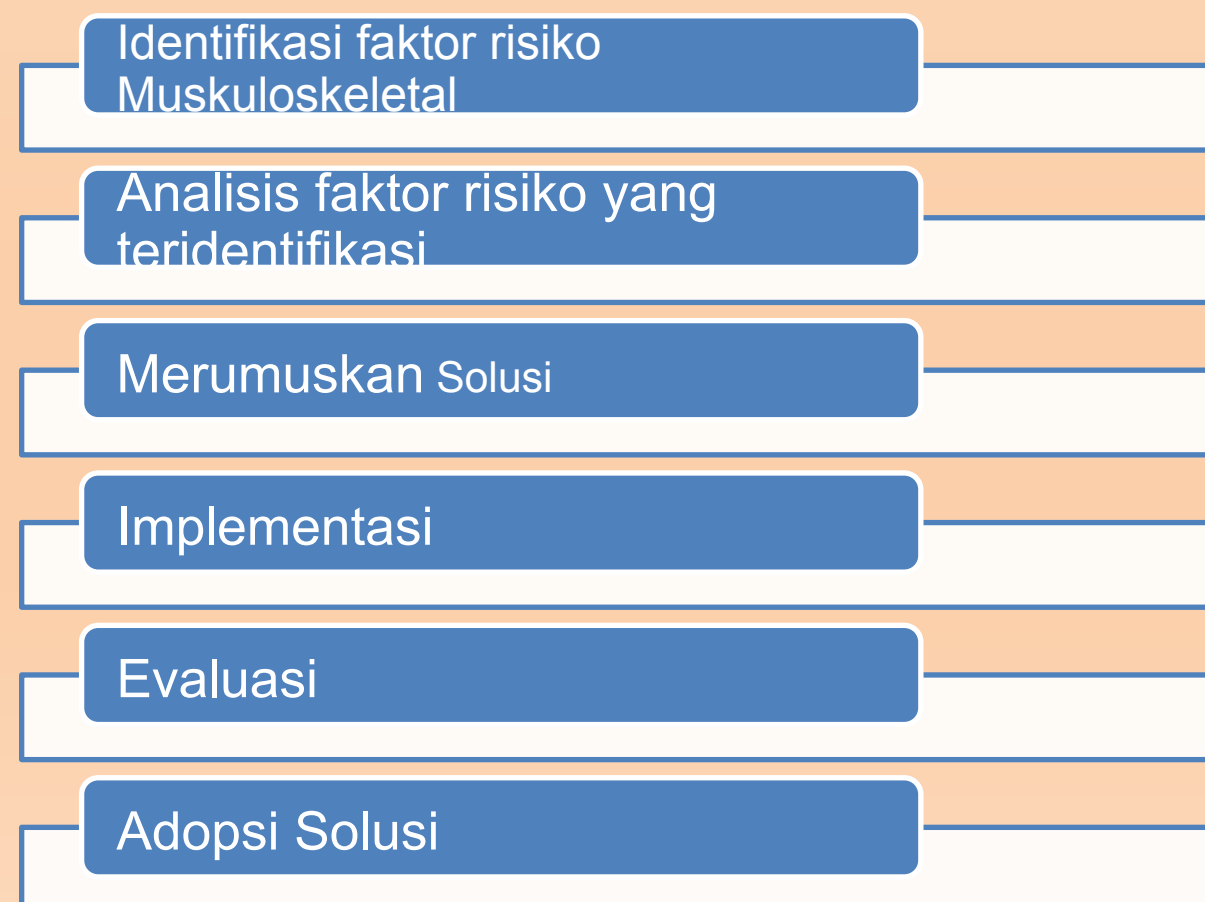 Identifikasi faktor risiko
Muskuloskeletal
Analisis faktor risiko yang
teridentifikasi
Merumuskan Solusi
Implementasi
Evaluasi
Adopsi Solusi